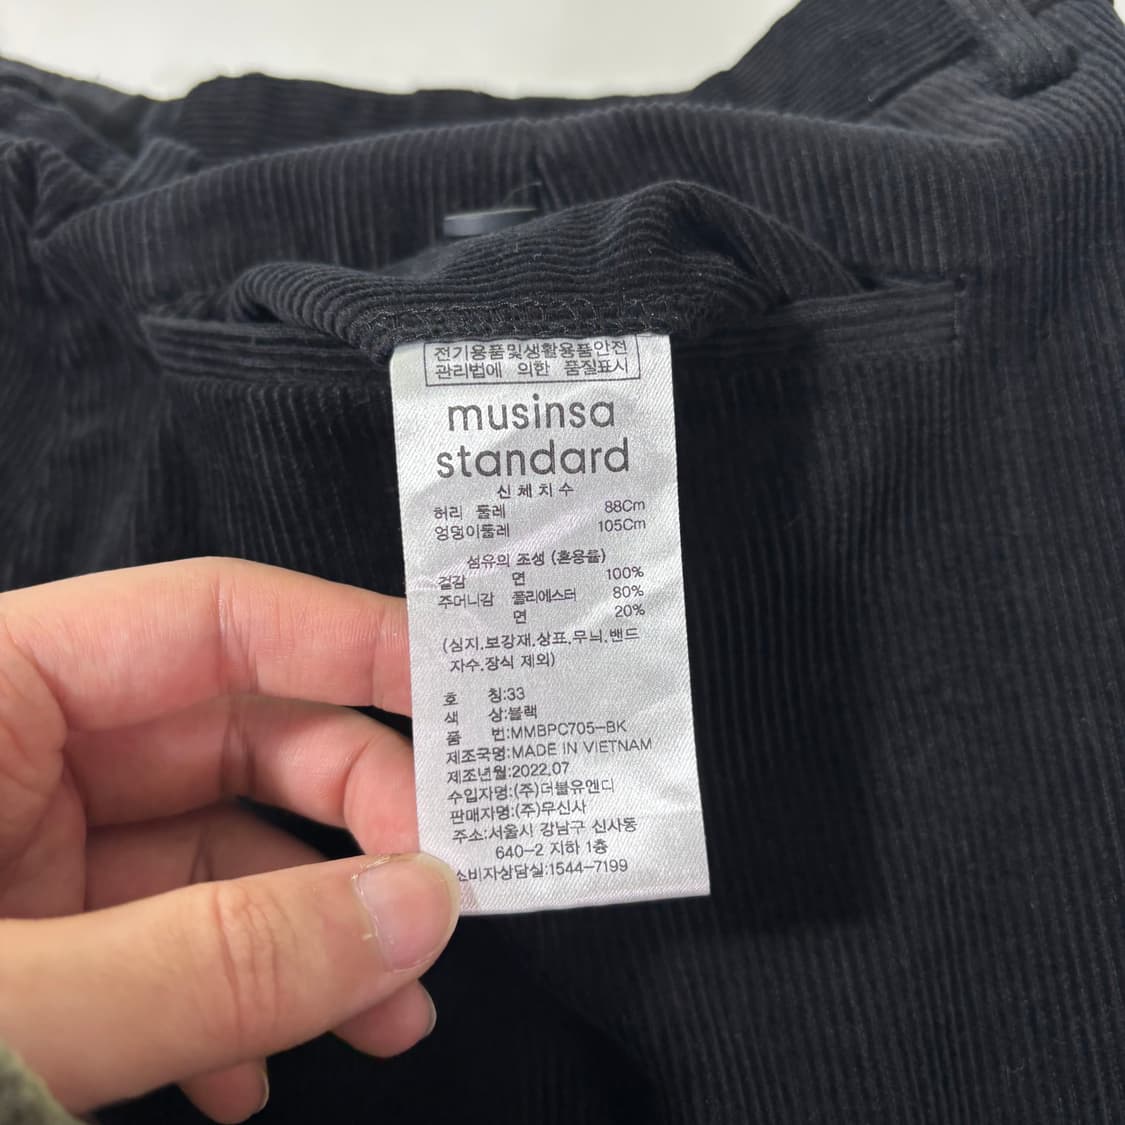 전기용품및생활용품안전
관리법에 의한 품질표시
musinsa
standard
신체치수
허리 둘레 88Cm
엉덩이둘레 105Cm
섬유의 조성 (혼용율)
겉감 면 100%
주머니감 폴리에스터 80%
면 20%
(심지.보강재.상표.무늬.밴드
자수.장식 제외)
호 칭:33
색 상:블랙
품 번:MMBPC705-BK
제조국명:MADE IN VIETNAM
제조년월:2022.07
수입자명:(주)더불유엔디
판매자명:(주)무신사
주소:서울시 강남구 신사동
640-2 지하 1층
소비자상담실:1544-7199